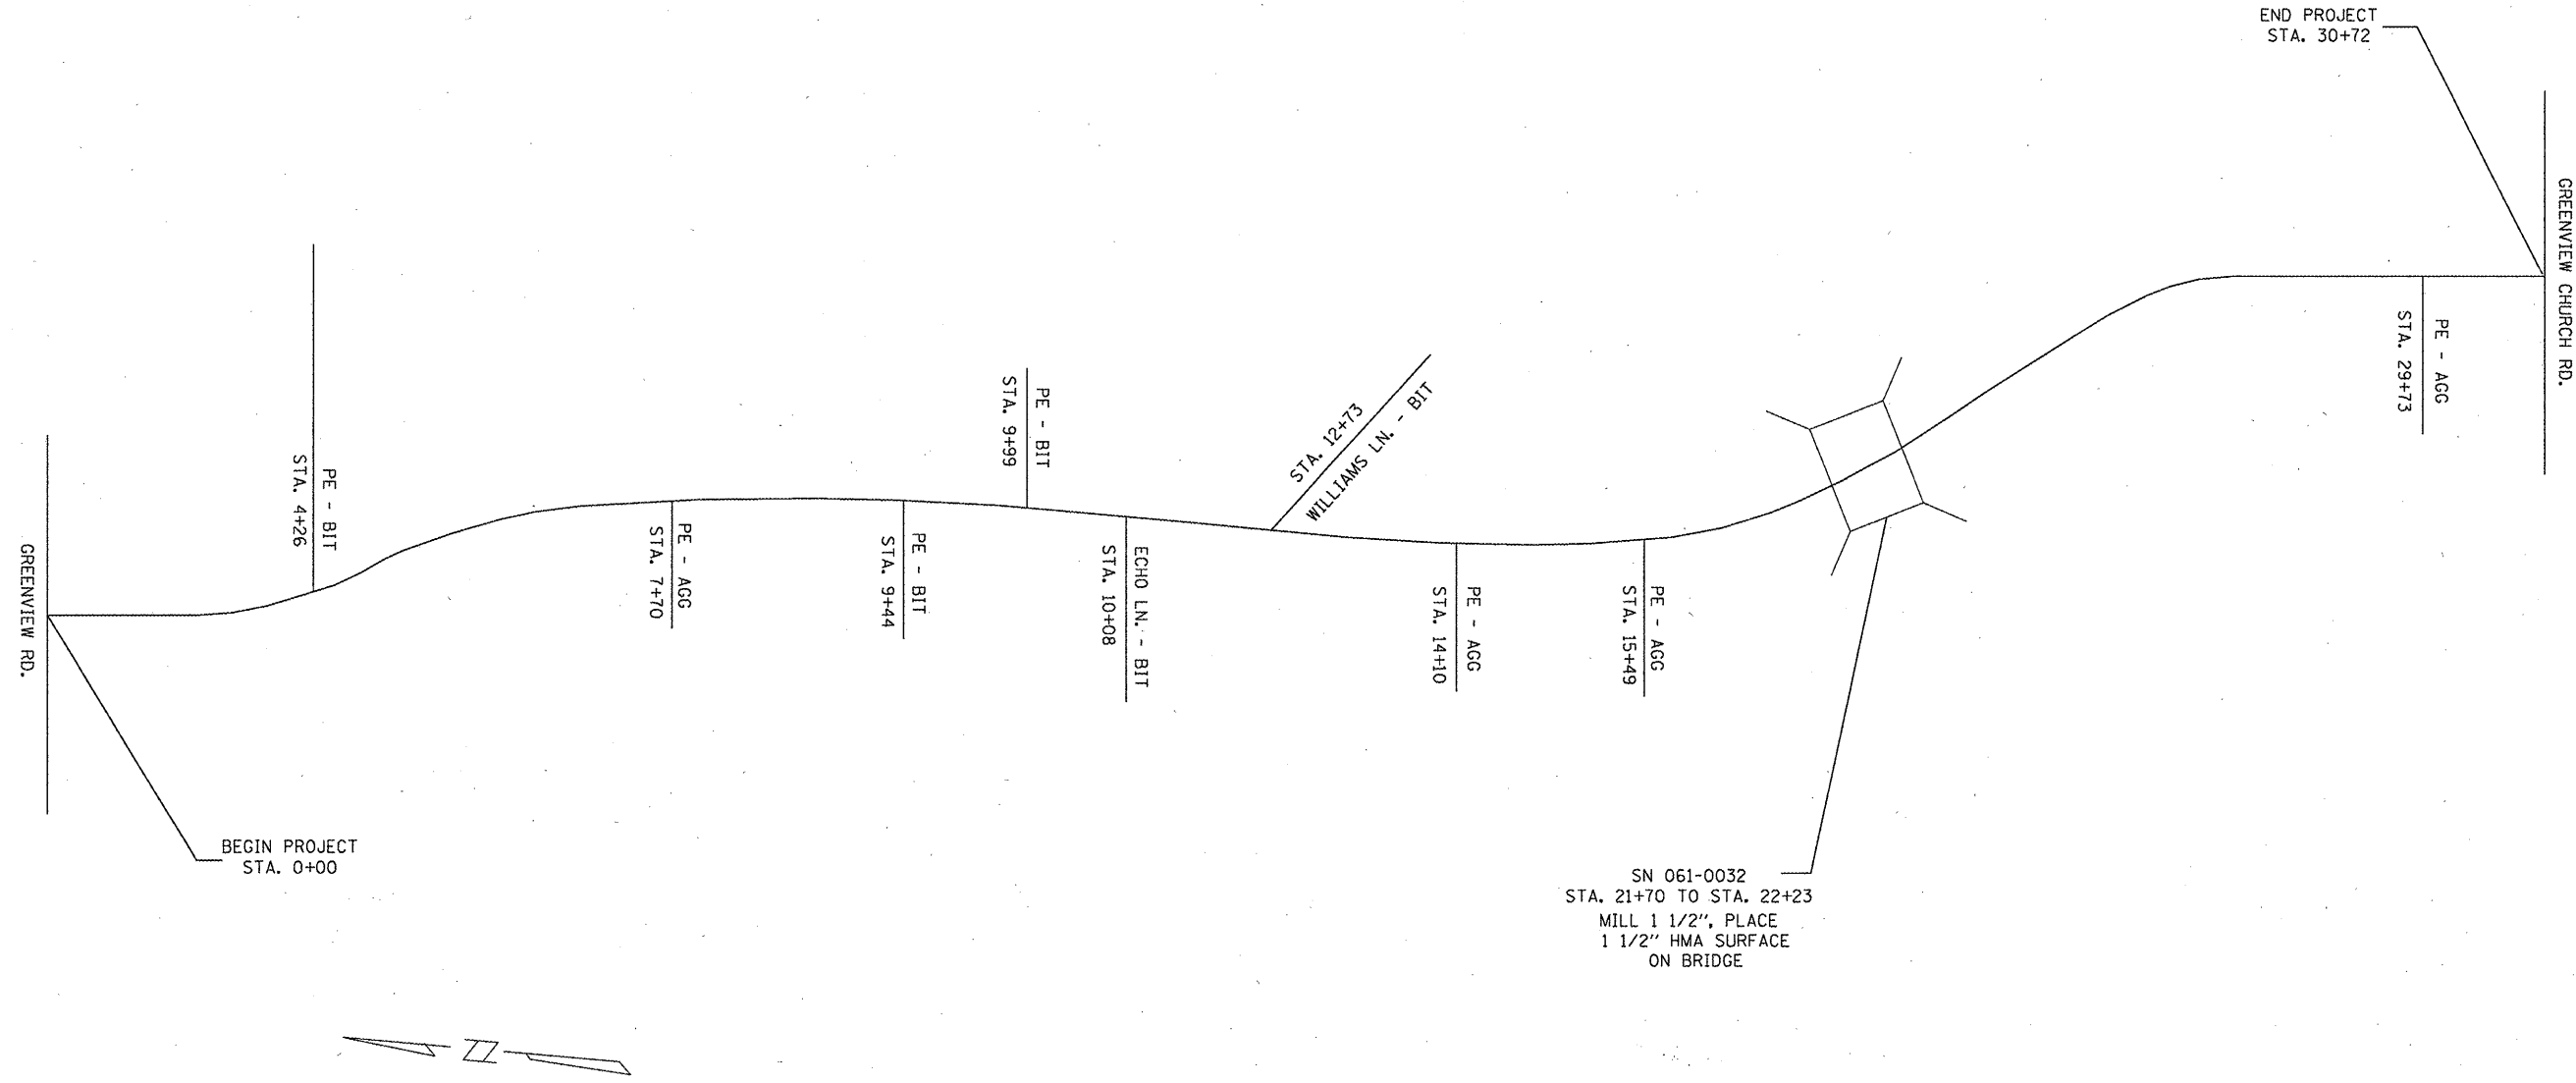 END PROJECT
STA. 30+72
GREENVIEW CHURCH RD.
PE - AGG
STA. 29+73
STA. 12+73
WILLIAMS LN. - BIT
PE - BIT
STA. 9+99
PE - BIT
STA. 4+26
PE - AGG
STA. 7+70
PE - BIT
STA. 9+44
ECHO LN. - BIT
STA. 10+08
PE - AGG
STA. 14+10
PE - AGG
STA. 15+49
GREENVIEW RD.
BEGIN PROJECT
STA. 0+00
SN 061-0032
STA. 21+70 TO STA. 22+23
MILL 1 1/2", PLACE
1 1/2" HMA SURFACE
ON BRIDGE
N